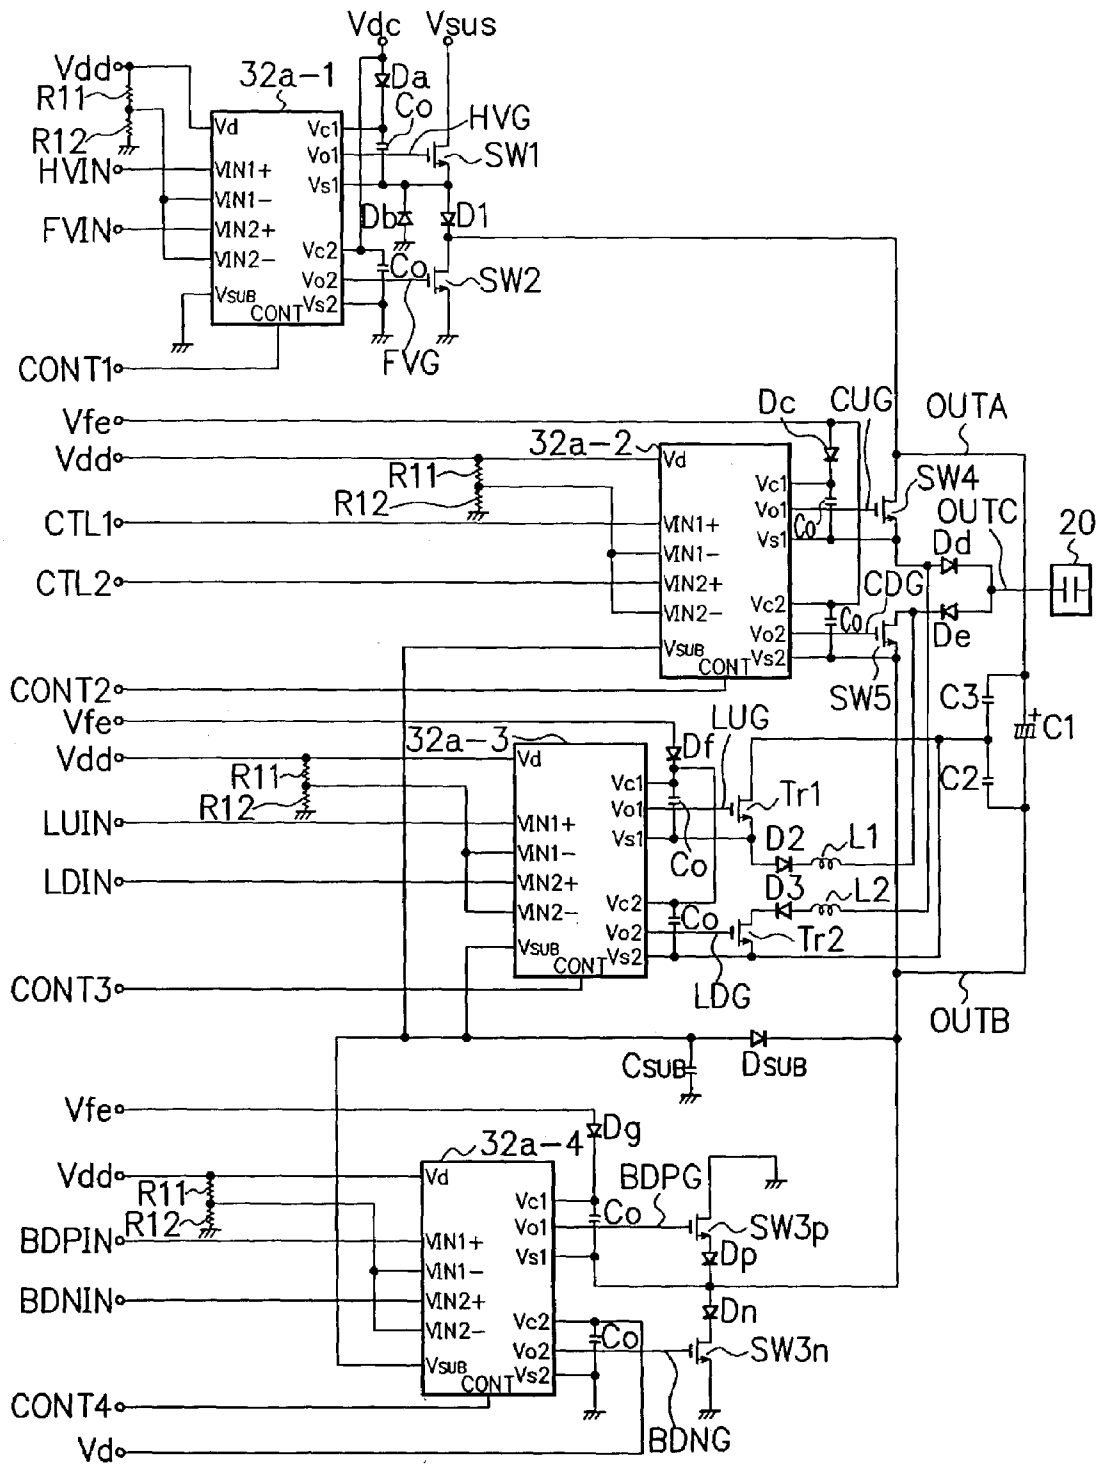 Vdc Vsus
Vdd 32a-1 Da
R11 Co HVG
R12 Vd Vc1
Vo1 SW1
HVIN VIN1+ Vs1
VIN1- Db D1
FVIN VIN2+
VIN2- Vc2 Co
Vo2 SW2
VSUB CONT Vs2
FVG
CONT1
Vfe Dc CUG OUTA
Vdd 32a-2 Vd
R11 Vc1 SW4
R12 Vo1 OUTC 20
CTL1 VIN1+ Co
VIN1- Vs1 Dd
CTL2 VIN2+ CDG
VIN2- Vc2 Co De
Vo2
VSUB CONT Vs2
CONT2 SW5
Vfe LUG C3
32a-3 Df C1
Vdd Vd
R11 Vc1 C2
R12 Vo1 Tr1
LUIN VIN1+ Vs1 D2 L1
VIN1- Co
LDIN VIN2+ D3 L2
VIN2- Vc2 Co
Vo2 Tr2
VSUB CONT Vs2
CONT3 LDG
OUTB
CSUB DSUB
Vfe Dg
32a-4
Vdd Vd BDPG
R11 Vc1
R12 Co
BDPIN VIN1+ Vo1 SW3p
VIN1- Vs1 Dp
BDNIN VIN2+ Dn
VIN2- Vc2 Co
Vo2 SW3n
VSUB CONT Vs2
CONT4
BDNG
Vd